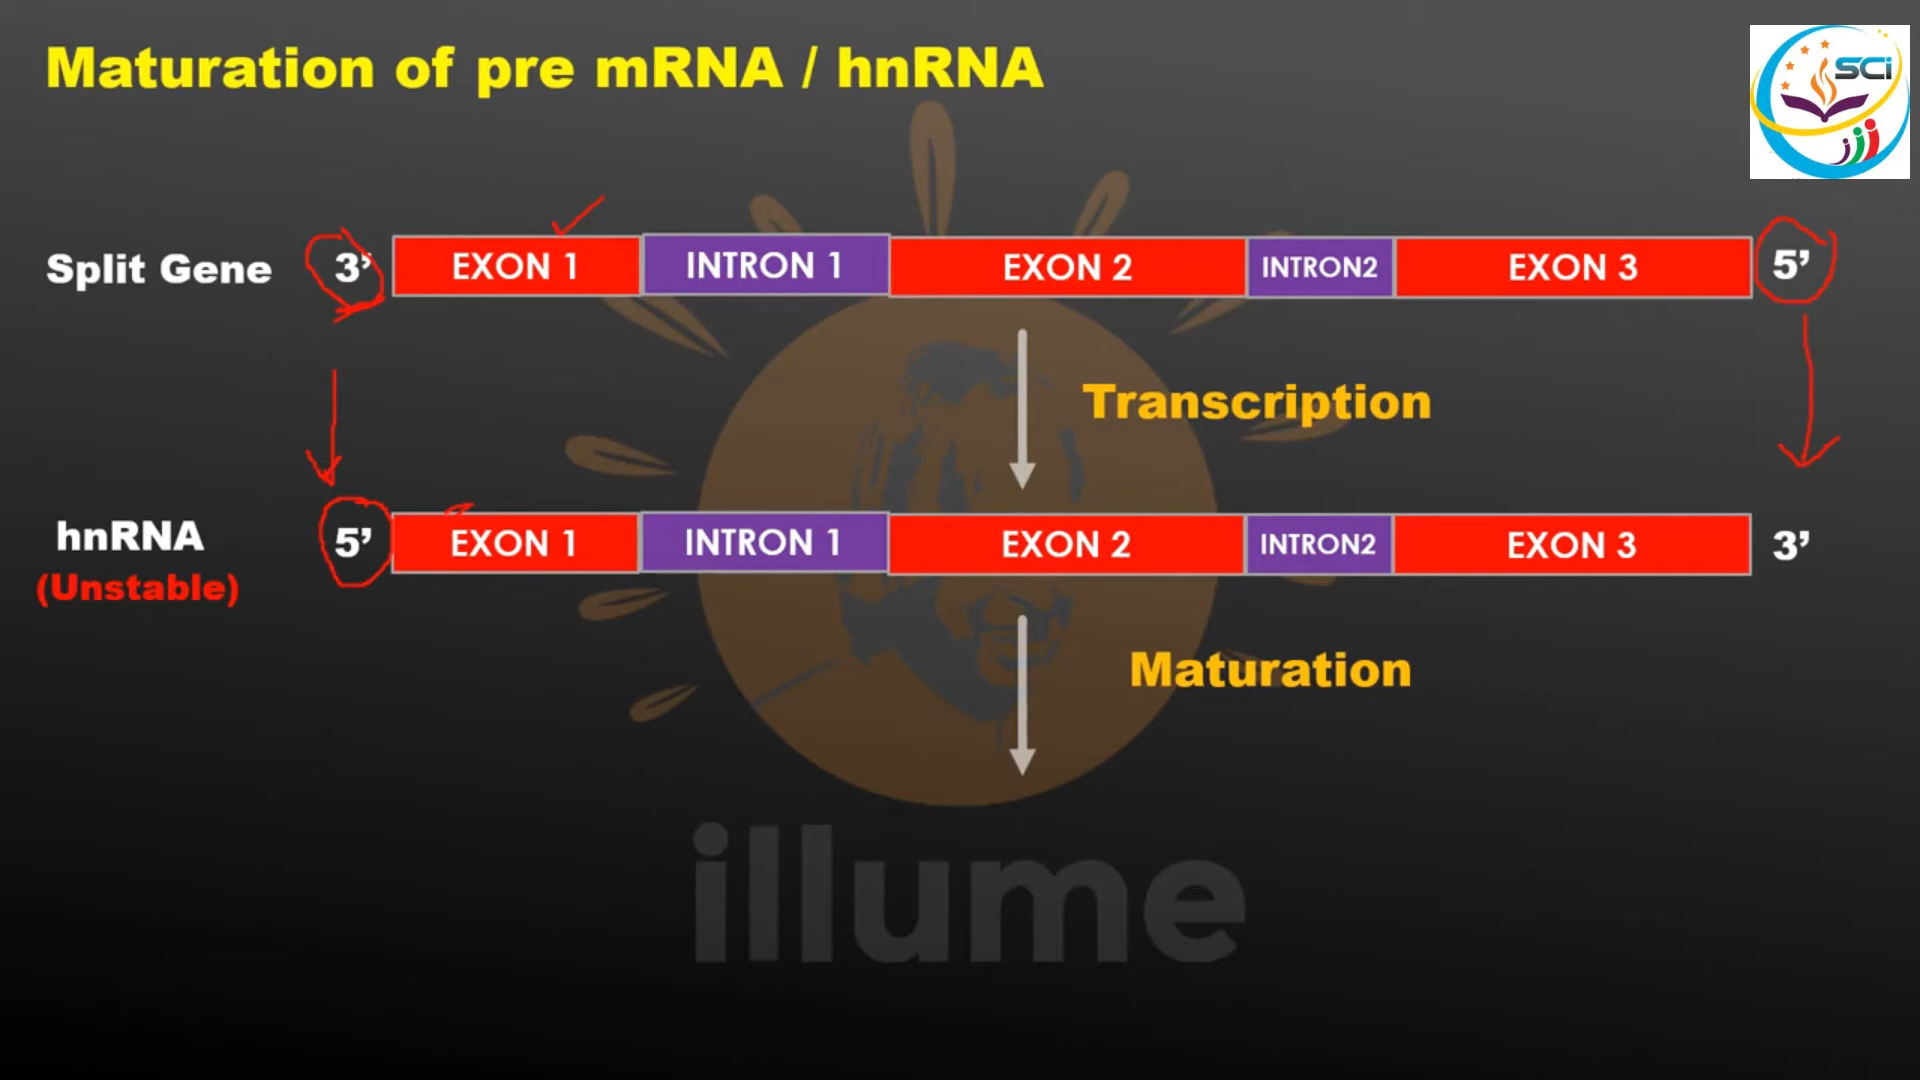 Maturation of pre mRNA / hnRNA
SCi
Split Gene 3’ EXON 1 INTRON 1 EXON 2 INTRON2 EXON 3 5’
Transcription
hnRNA 5’ EXON 1 INTRON 1 EXON 2 INTRON2 EXON 3 3’
(Unstable)
Maturation
illume